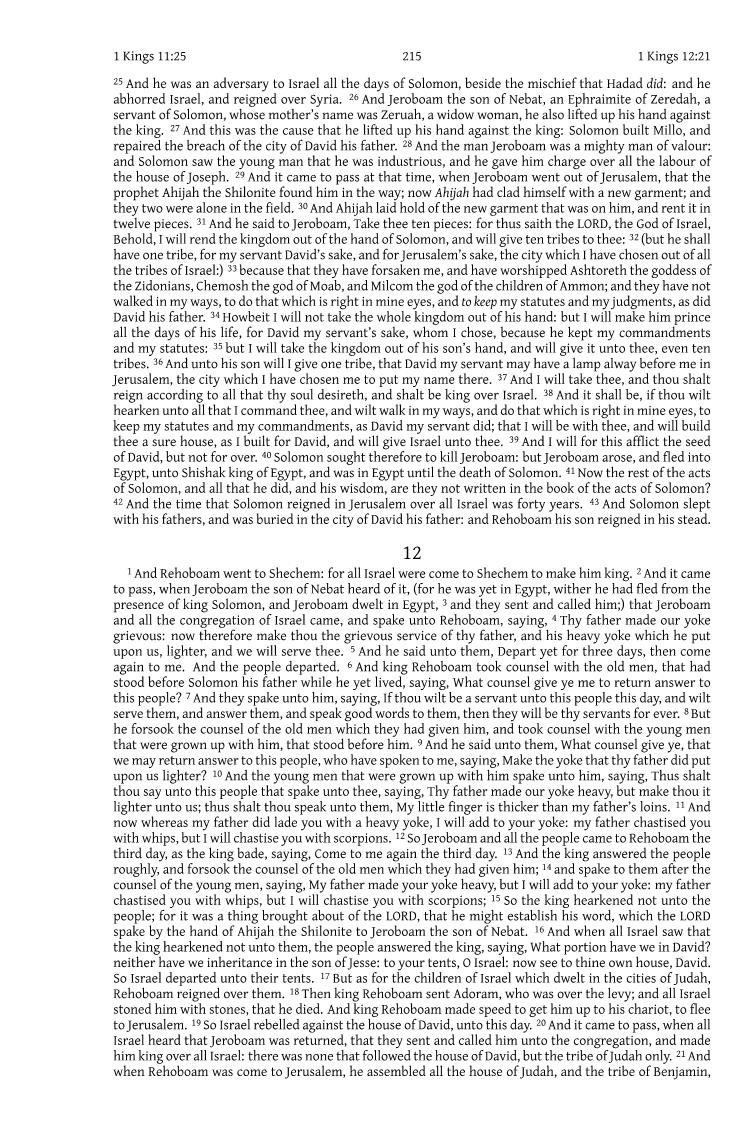 1 Kings 11:25 215 1 Kings 12:21
25 And he was an adversary to Israel all the days of Solomon, beside the mischief that Hadad did: and he
abhorred Israel, and reigned over Syria. 26 And Jeroboam the son of Nebat, an Ephraimite of Zeredah, a
servant of Solomon, whose mother's name was Zeruah, a widow woman, he also lifted up his hand against
the king. 27 And this was the cause that he lifted up his hand against the king: Solomon built Millo, and
repaired the breach of the city of David his father. 28 And the man Jeroboam was a mighty man of valour:
and Solomon saw the young man that he was industrious, and he gave him charge over all the labour of
the house of Joseph. 29 And it came to pass at that time, when Jeroboam went out of Jerusalem, that the
prophet Ahijah the Shilonite found him in the way; now Ahijah had clad himself with a new garment; and
they two were alone in the field. 30 And Ahijah laid hold of the new garment that was on him, and rent it in
twelve pieces. 31 And he said to Jeroboam, Take thee ten pieces: for thus saith the LORD, the God of Israel,
Behold, I will rend the kingdom out of the hand of Solomon, and will give ten tribes to thee: 32 (but he shall
have one tribe, for my servant David's sake, and for Jerusalem's sake, the city which I have chosen out of all
the tribes of Israel:) 33 because that they have forsaken me, and have worshipped Ashtoreth the goddess of
the Zidonians, Chemosh the god of Moab, and Milcom the god of the children of Ammon; and they have not
walked in my ways, to do that which is right in mine eyes, and to keep my statutes and my judgments, as did
David his father. 34 Howbeit I will not take the whole kingdom out of his hand: but I will make him prince
all the days of his life, for David my servant's sake, whom I chose, because he kept my commandments
and my statutes: 35 but I will take the kingdom out of his son's hand, and will give it unto thee, even ten
tribes. 36 And unto his son will I give one tribe, that David my servant may have a lamp alway before me in
Jerusalem, the city which I have chosen me to put my name there. 37 And I will take thee, and thou shalt
reign according to all that thy soul desireth, and shalt be king over Israel. 38 And it shall be, if thou wilt
hearken unto all that I command thee, and wilt walk in my ways, and do that which is right in mine eyes, to
keep my statutes and my commandments, as David my servant did; that I will be with thee, and will build
thee a sure house, as I built for David, and will give Israel unto thee. 39 And I will for this afflict the seed
of David, but not for over. 40 Solomon sought therefore to kill Jeroboam: but Jeroboam arose, and fled into
Egypt, unto Shishak king of Egypt, and was in Egypt until the death of Solomon. 41 Now the rest of the acts
of Solomon, and all that he did, and his wisdom, are they not written in the book of the acts of Solomon?
42 And the time that Solomon reigned in Jerusalem over all Israel was forty years. 43 And Solomon slept
with his fathers, and was buried in the city of David his father: and Rehoboam his son reigned in his stead.
12
1 And Rehoboam went to Shechem: for all Israel were come to Shechem to make him king. 2 And it came
to pass, when Jeroboam the son of Nebat heard of it, (for he was yet in Egypt, wither he had fled from the
presence of king Solomon, and Jeroboam dwelt in Egypt, 3 and they sent and called him;) that Jeroboam
and all the congregation of Israel came, and spake unto Rehoboam, saying, 4 Thy father made our yoke
grievous: now therefore make thou the grievous service of thy father, and his heavy yoke which he put
upon us, lighter, and we will serve thee. 5 And he said unto them, Depart yet for three days, then come
again to me. And the people departed. 6 And king Rehoboam took counsel with the old men, that had
stood before Solomon his father while he yet lived, saying, What counsel give ye me to return answer to
this people? 7 And they spake unto him, saying, If thou wilt be a servant unto this people this day, and wilt
serve them, and answer them, and speak good words to them, then they will be thy servants for ever. 8 But
he forsook the counsel of the old men which they had given him, and took counsel with the young men
that were grown up with him, that stood before him. 9 And he said unto them, What counsel give ye, that
we may return answer to this people, who have spoken to me, saying, Make the yoke that thy father did put
upon us lighter? 10 And the young men that were grown up with him spake unto him, saying, Thus shalt
thou say unto this people that spake unto thee, saying, Thy father made our yoke heavy, but make thou it
lighter unto us; thus shalt thou speak unto them, My little finger is thicker than my father's loins. 11 And
now whereas my father did lade you with a heavy yoke, I will add to your yoke: my father chastised you
with whips, but I will chastise you with scorpions. 12 So Jeroboam and all the people came to Rehoboam the
third day, as the king bade, saying, Come to me again the third day. 13 And the king answered the people
roughly, and forsook the counsel of the old men which they had given him; 14 and spake to them after the
counsel of the young men, saying, My father made your yoke heavy, but I will add to your yoke: my father
chastised you with whips, but I will chastise you with scorpions; 15 So the king hearkened not unto the
people; for it was a thing brought about of the LORD, that he might establish his word, which the LORD
spake by the hand of Ahijah the Shilonite to Jeroboam the son of Nebat. 16 And when all Israel saw that
the king hearkened not unto them, the people answered the king, saying, What portion have we in David?
neither have we inheritance in the son of Jesse: to your tents, O Israel: now see to thine own house, David.
So Israel departed unto their tents. 17 But as for the children of Israel which dwelt in the cities of Judah,
Rehoboam reigned over them. 18 Then king Rehoboam sent Adoram, who was over the levy; and all Israel
stoned him with stones, that he died. And king Rehoboam made speed to get him up to his chariot, to flee
to Jerusalem. 19 So Israel rebelled against the house of David, unto this day. 20 And it came to pass, when all
Israel heard that Jeroboam was returned, that they sent and called him unto the congregation, and made
him king over all Israel: there was none that followed the house of David, but the tribe of Judah only. 21 And
when Rehoboam was come to Jerusalem, he assembled all the house of Judah, and the tribe of Benjamin,